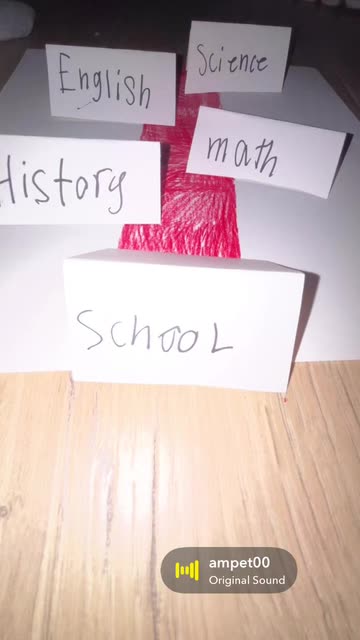 Science
English
math
History
SchooL
ampet00
Original Sound